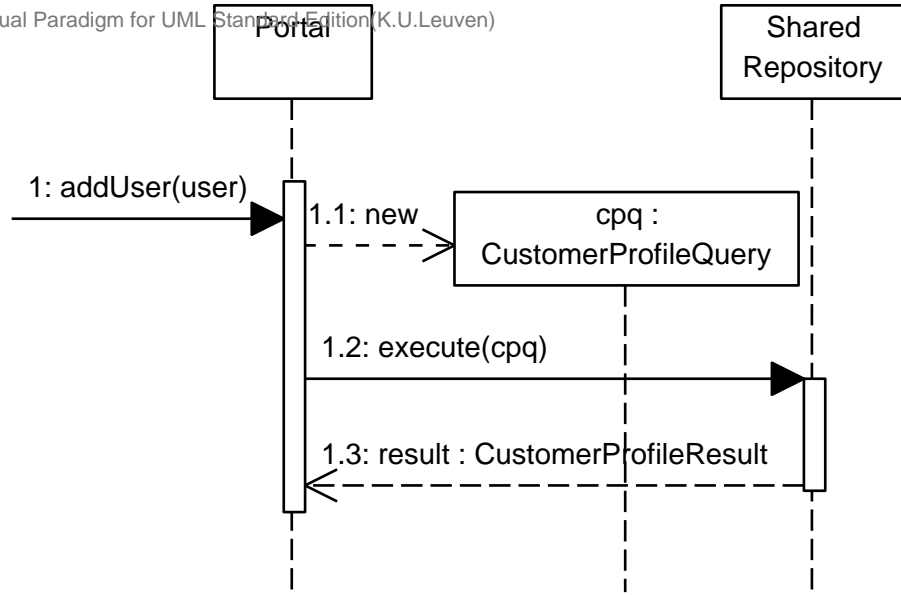 ual Paradigm for UML Standard Edition(K.U.Leuven)
Portal
Shared
Repository
1: addUser(user)
1.1: new
cpq :
CustomerProfileQuery
1.2: execute(cpq)
1.3: result : CustomerProfileResult